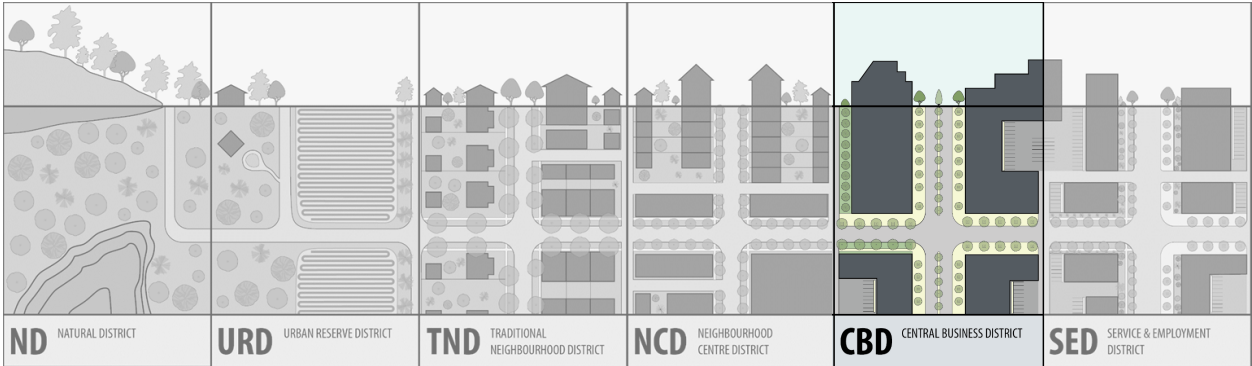 ND NATURAL DISTRICT
URD URBAN RESERVE DISTRICT
TND TRADITIONAL
NEIGHBOURHOOD DISTRICT
NCD NEIGHBOURHOOD
CENTRE DISTRICT
CBD CENTRAL BUSINESS DISTRICT
SED SERVICE & EMPLOYMENT
DISTRICT